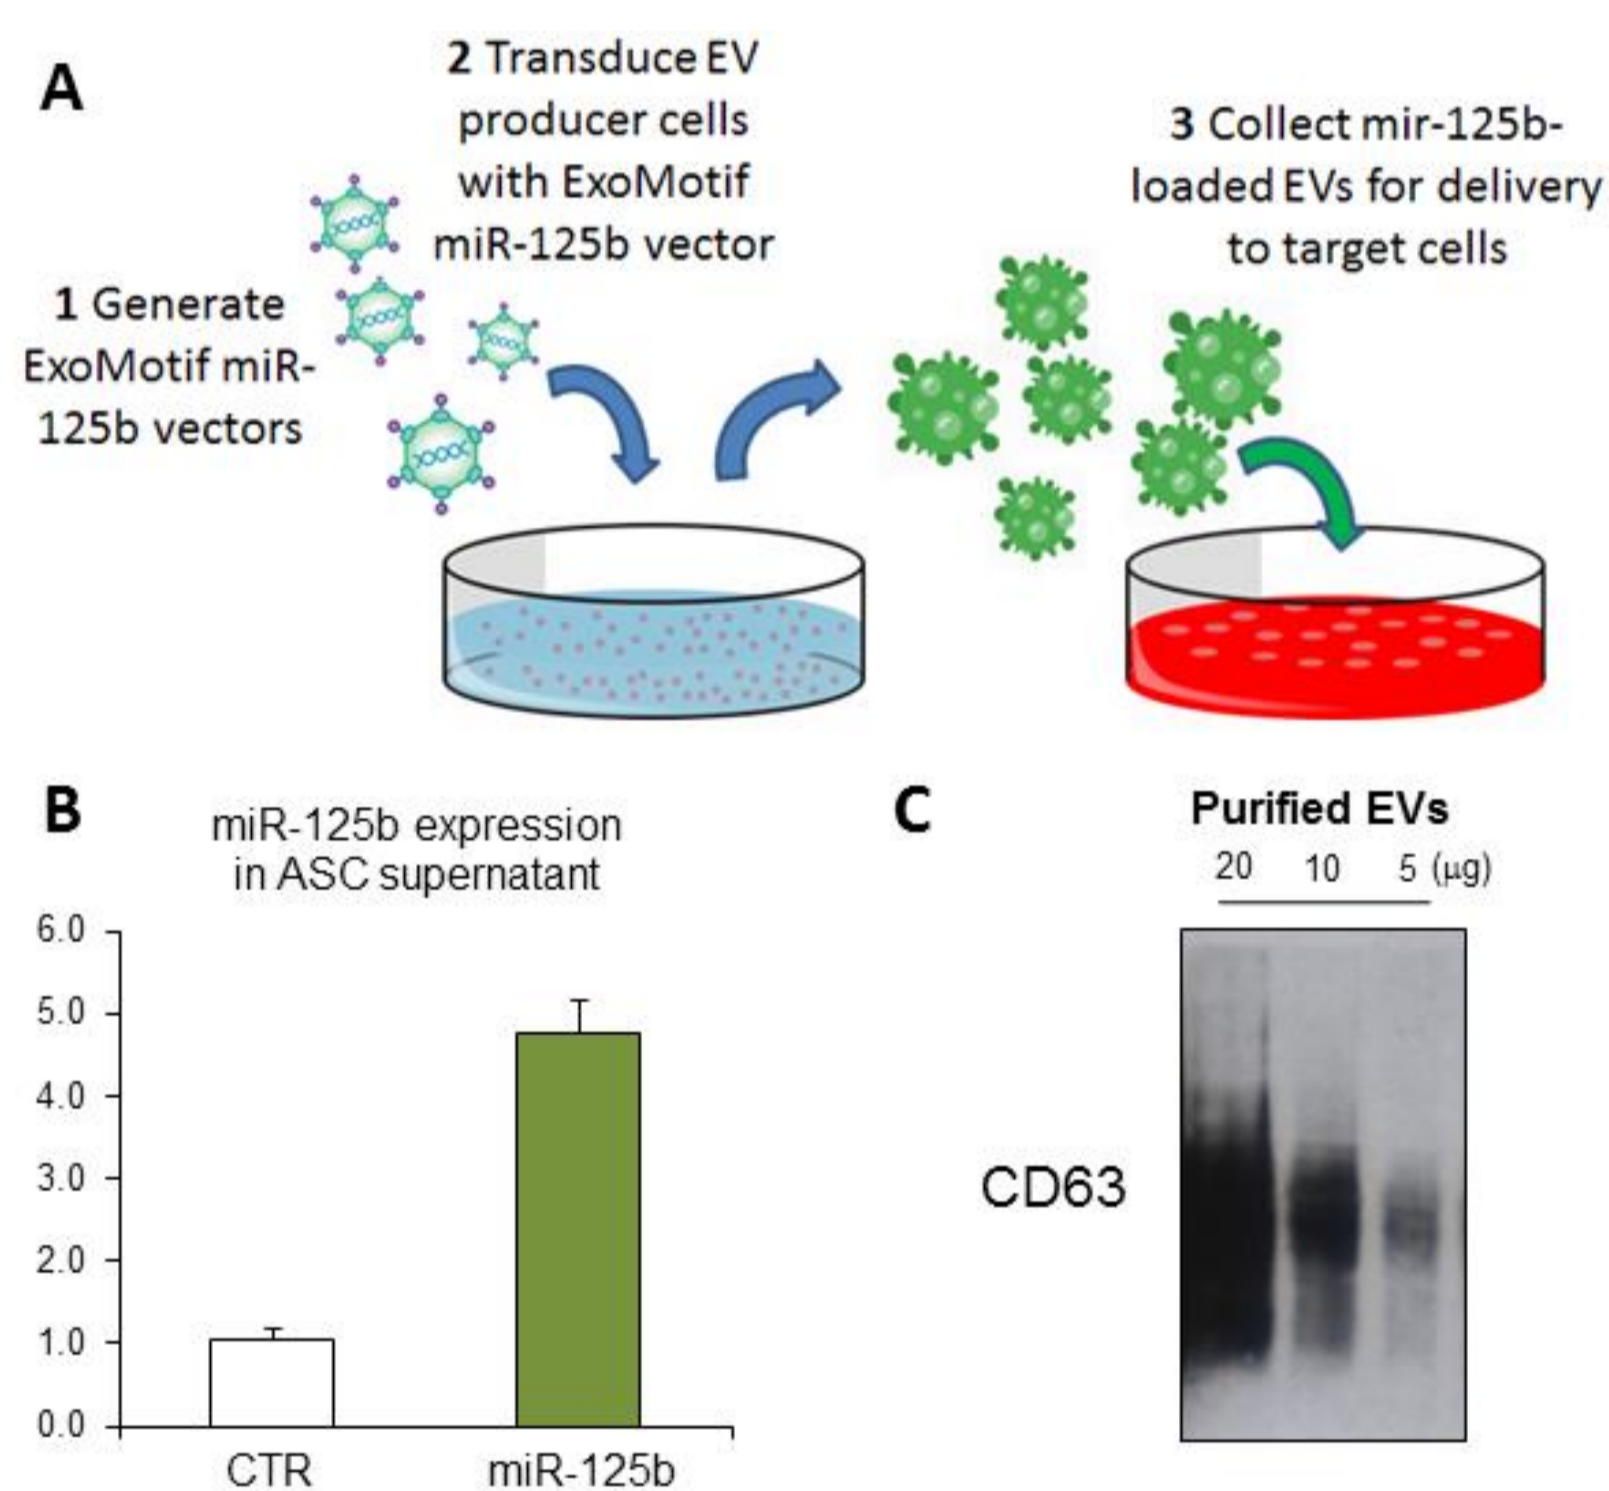 A
2 Transduce EV
producer cells
with ExoMotif
miR-125b vector
3 Collect mir-125b-
loaded EVs for delivery
to target cells
1 Generate
ExoMotif miR-
125b vectors
B
miR-125b expression
in ASC supernatant
6.0
5.0
4.0
3.0
2.0
1.0
0.0
CTR miR-125b
C
Purified EVs
20 10 5 (μg)
CD63